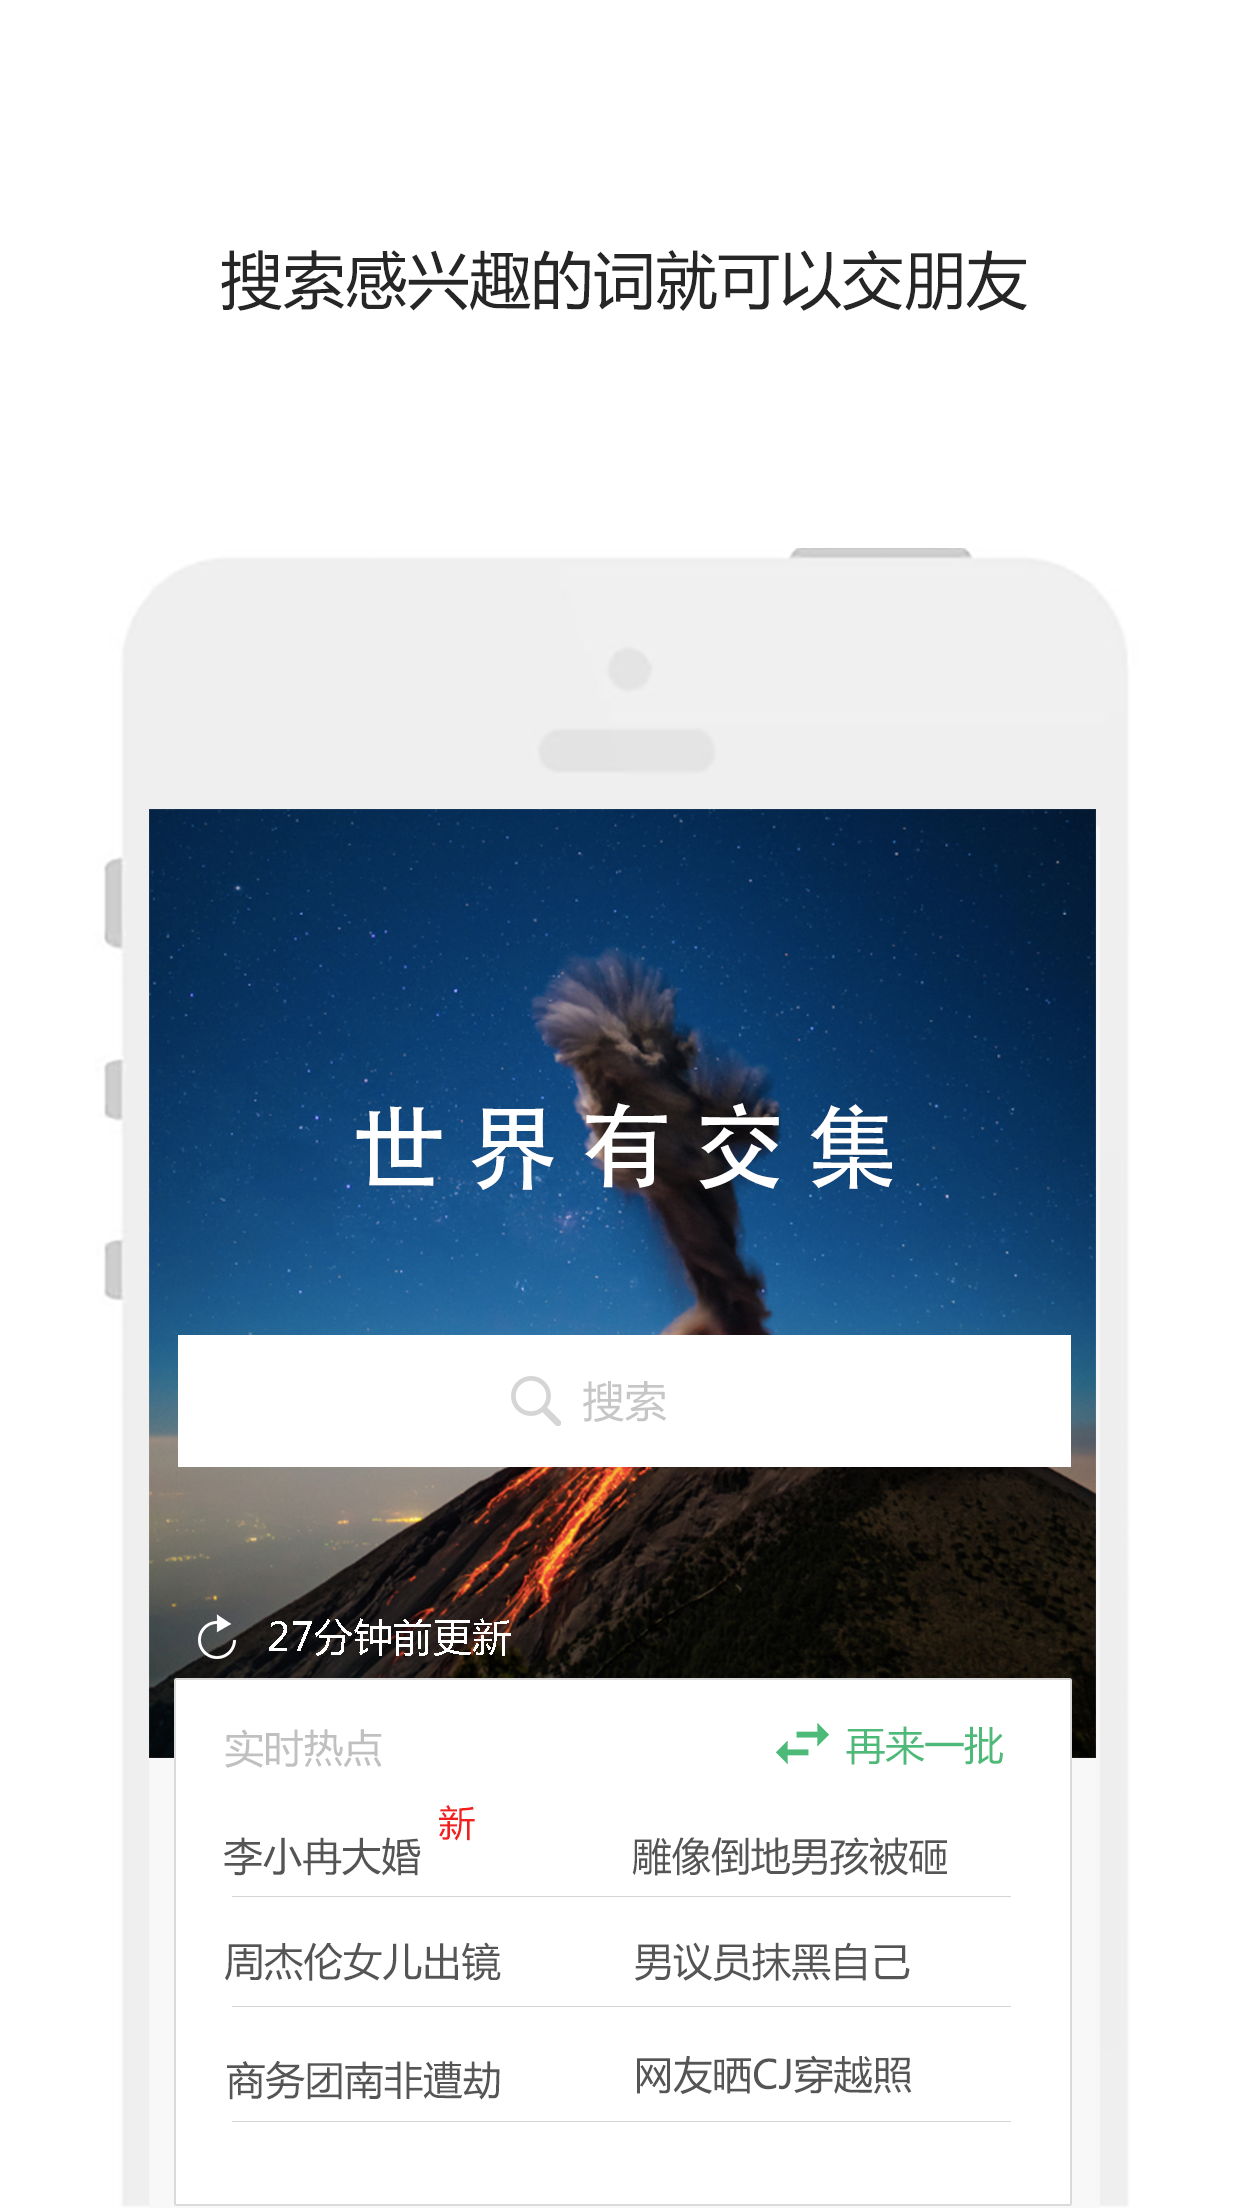 搜索感兴趣的词就可以交朋友
世界有交集
搜索
27分钟前更新
实时热点
再来一批
李小冉大婚 新
雕像倒地男孩被砸
周杰伦女儿出镜
男议员抹黑自己
商务团南非遭劫
网友晒CJ穿越照